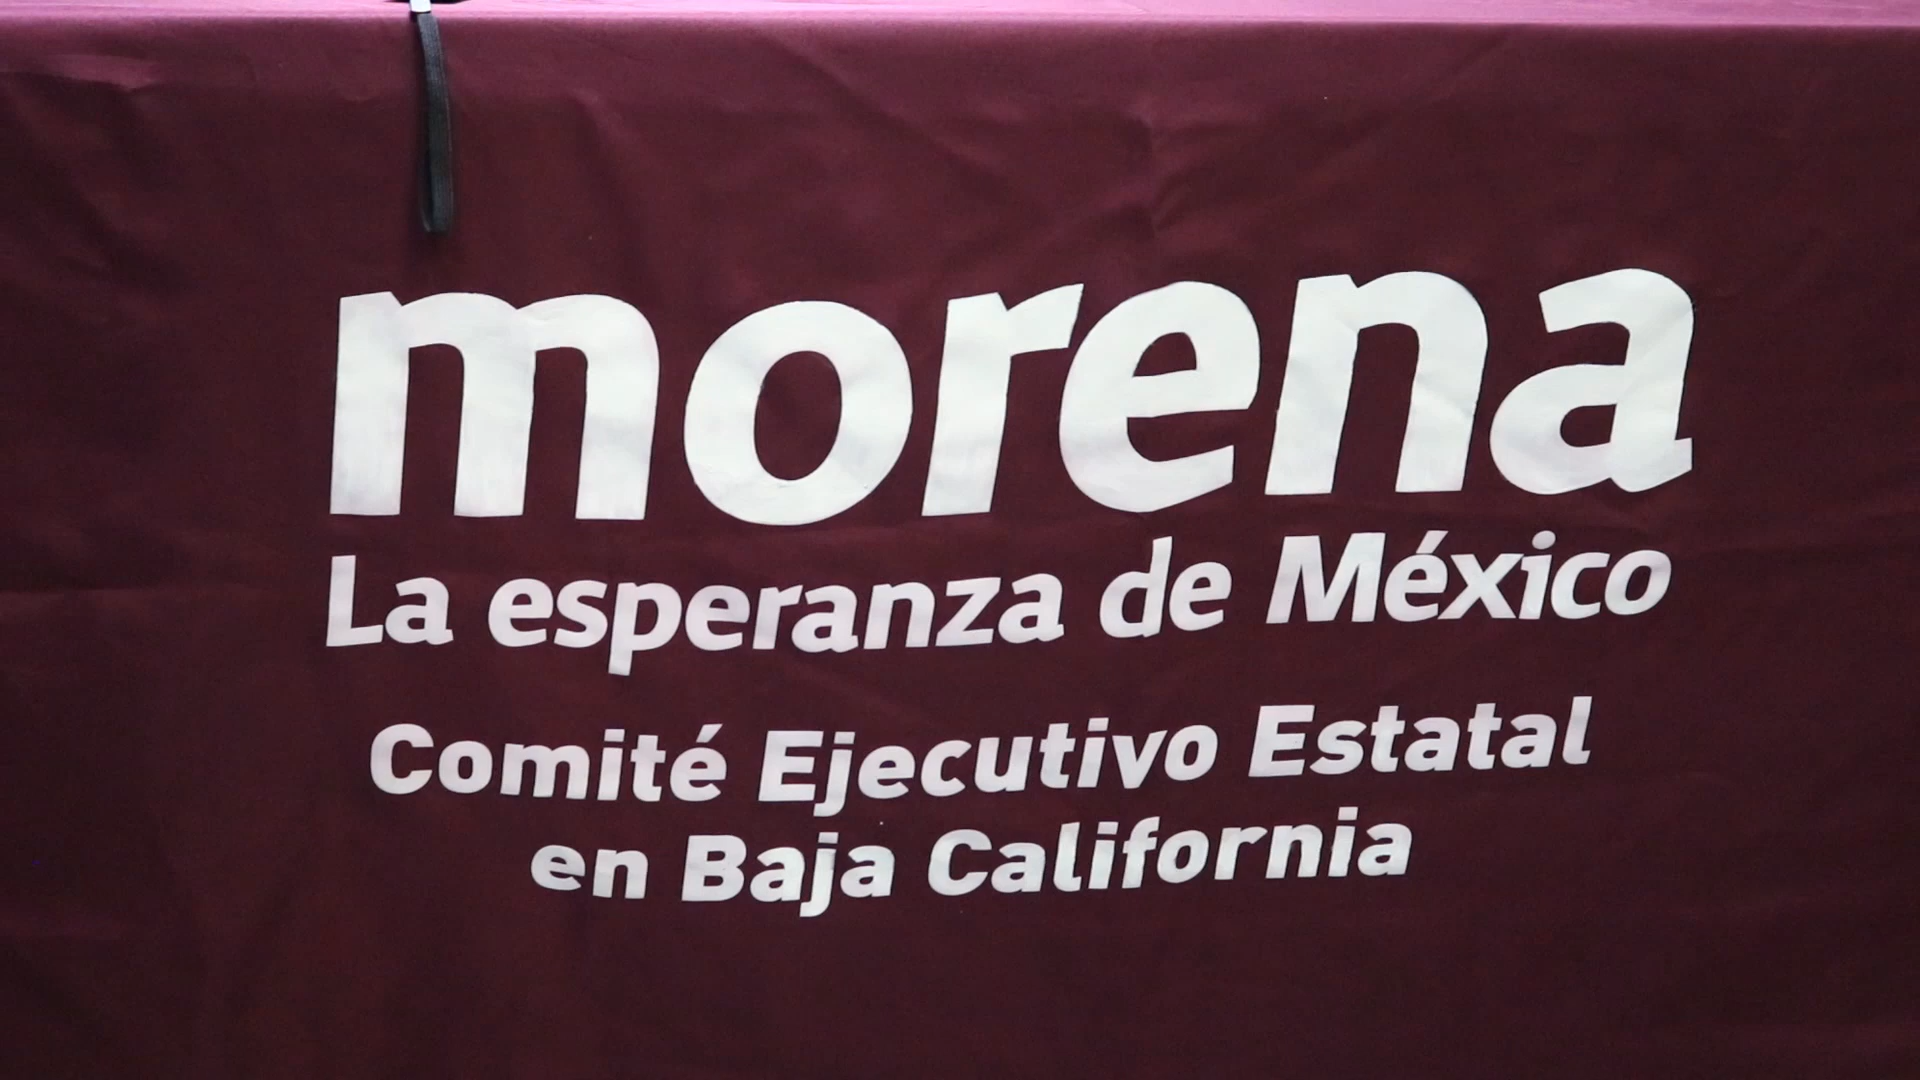 morena
La esperanza de México
Comité Ejecutivo Estatal
en Baja California